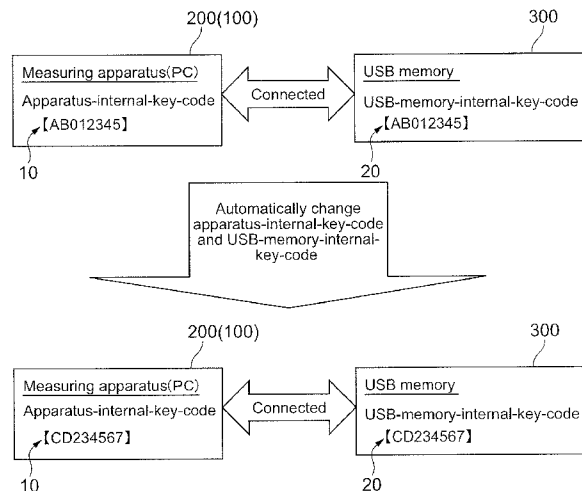 200(100)
300
Measuring apparatus(PC)
USB memory
Apparatus-internal-key-code
Connected
USB-memory-internal-key-code
【AB012345】
【AB012345】
10
20
Automatically change
apparatus-internal-key-code
and USB-memory-internal-
key-code
200(100)
300
Measuring apparatus(PC)
USB memory
Apparatus-internal-key-code
Connected
USB-memory-internal-key-code
【CD234567】
【CD234567】
10
20